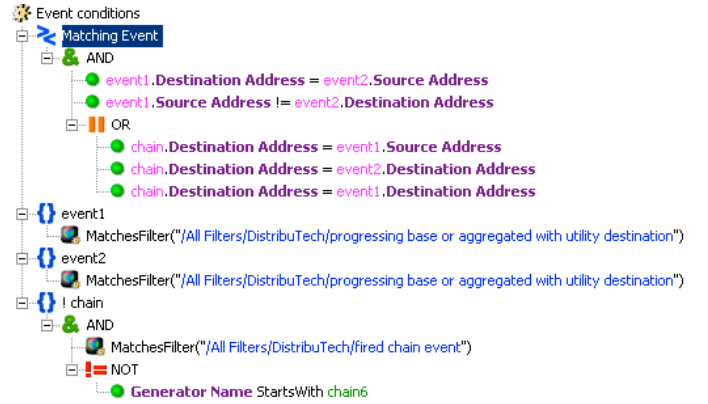 Event conditions
Matching Event
& AND
event1.Destination Address = event2.Source Address
event1.Source Address != event2.Destination Address
OR
chain.Destination Address = event1.Source Address
chain.Destination Address = event2.Destination Address
chain.Destination Address = event1.Destination Address
{} event1
MatchesFilter("/All Filters/DistribuTech/progressing base or aggregated with utility destination")
{} event2
MatchesFilter("/All Filters/DistribuTech/progressing base or aggregated with utility destination")
{} ! chain
& AND
MatchesFilter("/All Filters/DistribuTech/fired chain event")
!= NOT
Generator Name StartsWith chain6